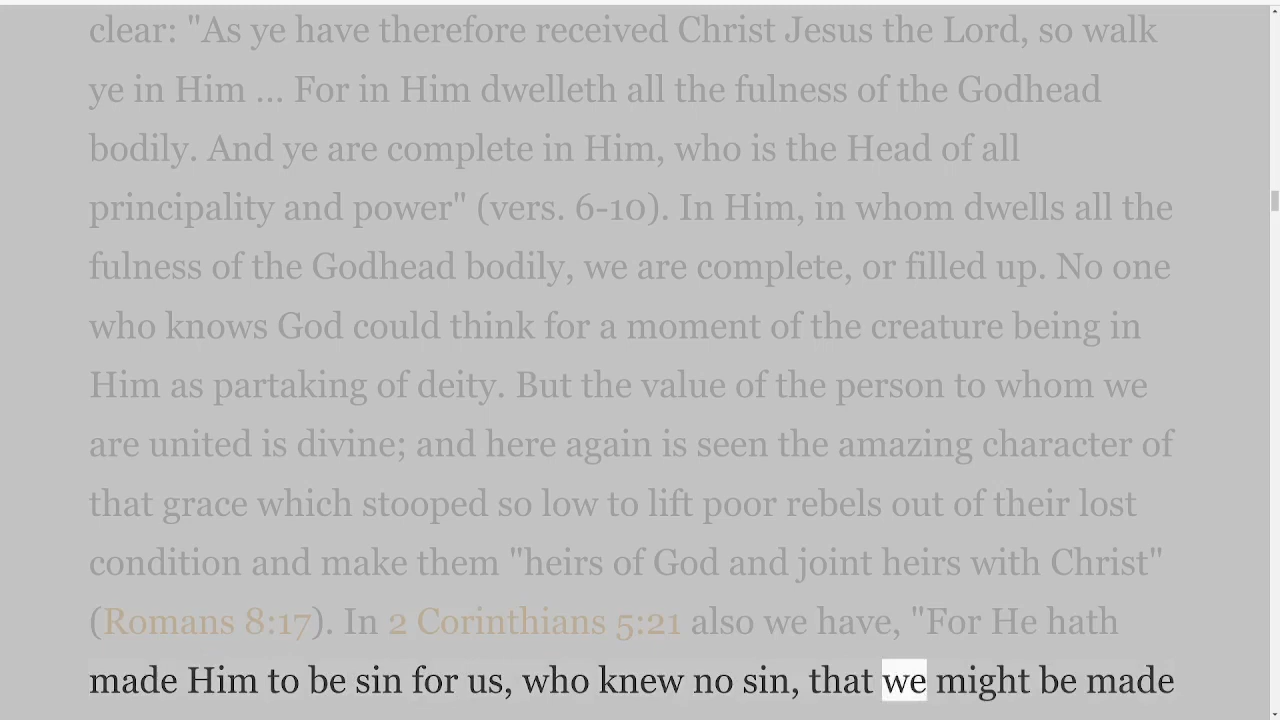 clear: "As ye have therefore received Christ Jesus the Lord, so walk
ye in Him ... For in Him dwelleth all the fulness of the Godhead
bodily. And ye are complete in Him, who is the Head of all
principality and power" (vers. 6-10). In Him, in whom dwells all the
fulness of the Godhead bodily, we are complete, or filled up. No one
who knows God could think for a moment of the creature being in
Him as partaking of deity. But the value of the person to whom we
are united is divine; and here again is seen the amazing character of
that grace which stooped so low to lift poor rebels out of their lost
condition and make them "heirs of God and joint heirs with Christ"
(Romans 8:17). In 2 Corinthians 5:21 also we have, "For He hath
made Him to be sin for us, who knew no sin, that we might be made